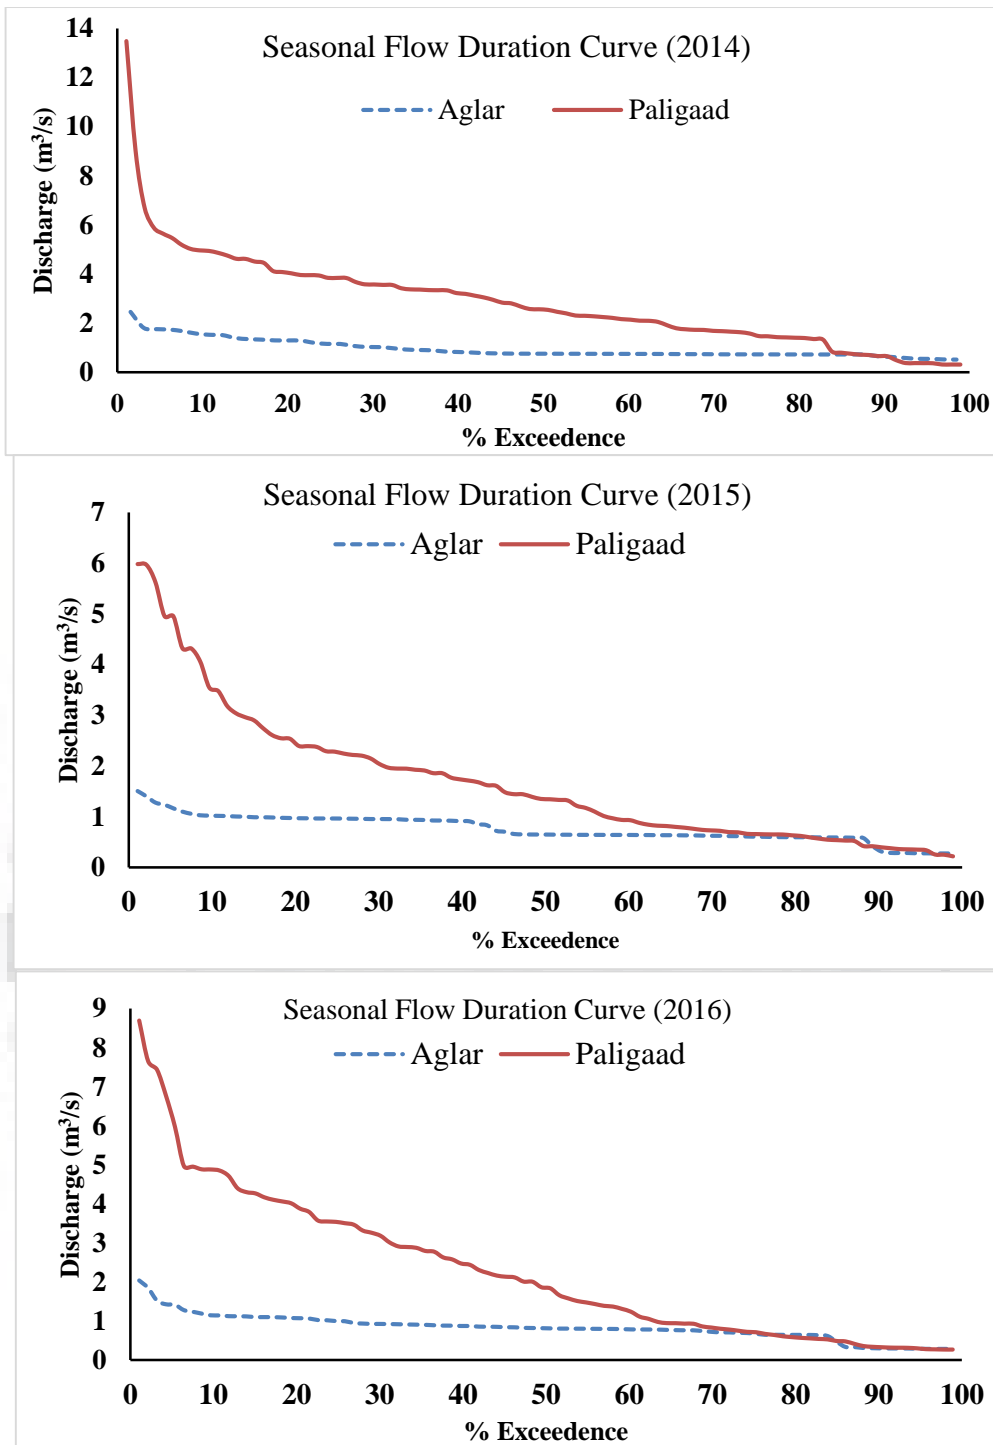 Seasonal Flow Duration Curve (2014)
Aglar Paligaad
Discharge (m³/s)
14
12
10
8
6
4
2
0
0 10 20 30 40 50 60 70 80 90 100
% Exceedence
Seasonal Flow Duration Curve (2015)
Aglar Paligaad
Discharge (m³/s)
7
6
5
4
3
2
1
0
0 10 20 30 40 50 60 70 80 90 100
% Exceedence
Seasonal Flow Duration Curve (2016)
Aglar Paligaad
Discharge (m³/s)
9
8
7
6
5
4
3
2
1
0
0 10 20 30 40 50 60 70 80 90 100
% Exceedence